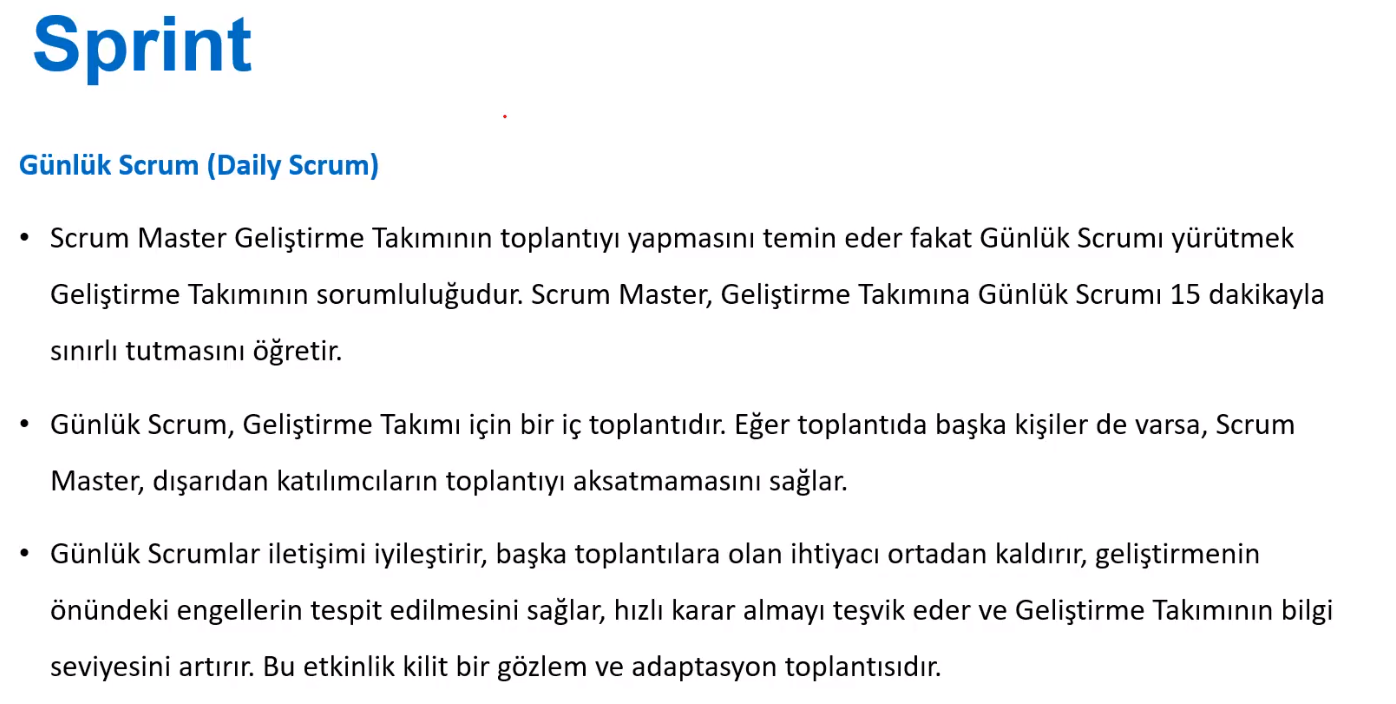 Sprint
Günlük Scrum (Daily Scrum)
• Scrum Master Geliştirme Takımının toplantıyı yapmasını temin eder fakat Günlük Scrumı yürütmek
Geliştirme Takımının sorumluluğudur. Scrum Master, Geliştirme Takımına Günlük Scrumı 15 dakikayla
sınırlı tutmasını öğretir.
• Günlük Scrum, Geliştirme Takımı için bir iç toplantıdır. Eğer toplantıda başka kişiler de varsa, Scrum
Master, dışarıdan katılımcıların toplantıyı aksatmamasını sağlar.
• Günlük Scrumlar iletişimi iyileştirir, başka toplantılara olan ihtiyacı ortadan kaldırır, geliştirmenin
önündeki engellerin tespit edilmesini sağlar, hızlı karar almayı teşvik eder ve Geliştirme Takımının bilgi
seviyesini artırır. Bu etkinlik kilit bir gözlem ve adaptasyon toplantısıdır.